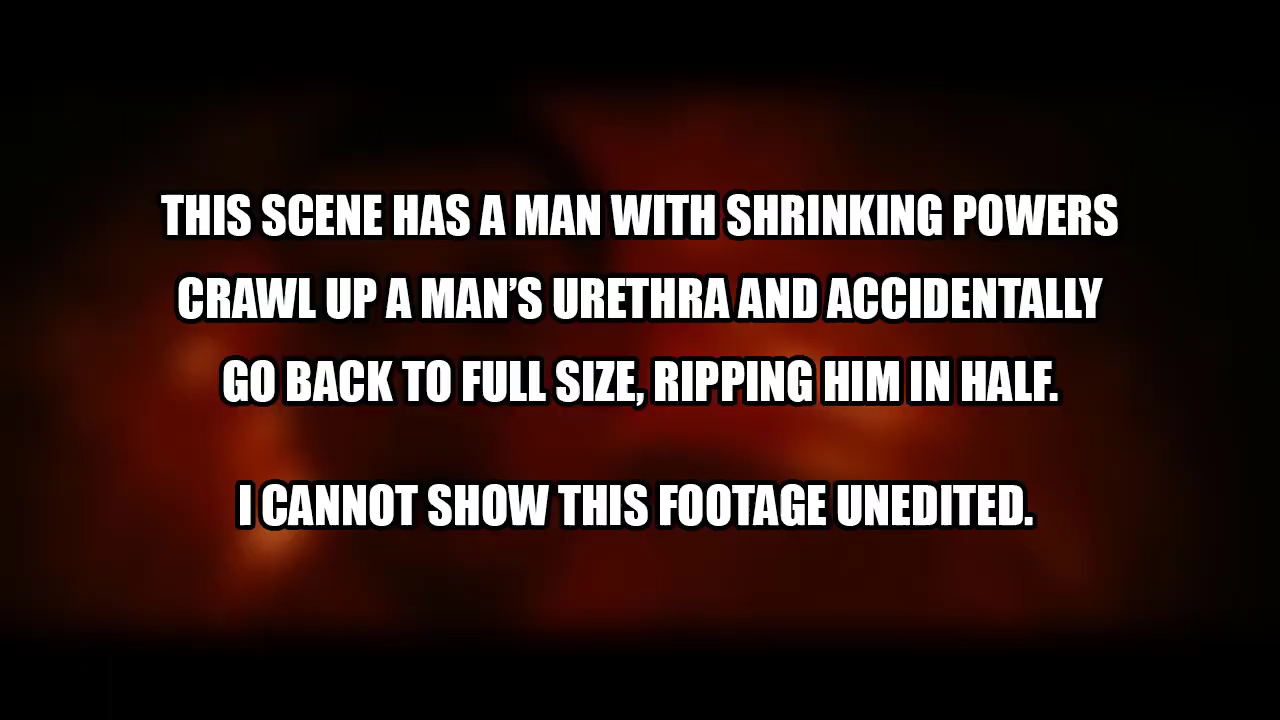 THIS SCENE HAS A MAN WITH SHRINKING POWERS
CRAWL UP A MAN’S URETHRA AND ACCIDENTALLY
GO BACK TO FULL SIZE, RIPPING HIM IN HALF.
I CANNOT SHOW THIS FOOTAGE UNEDITED.